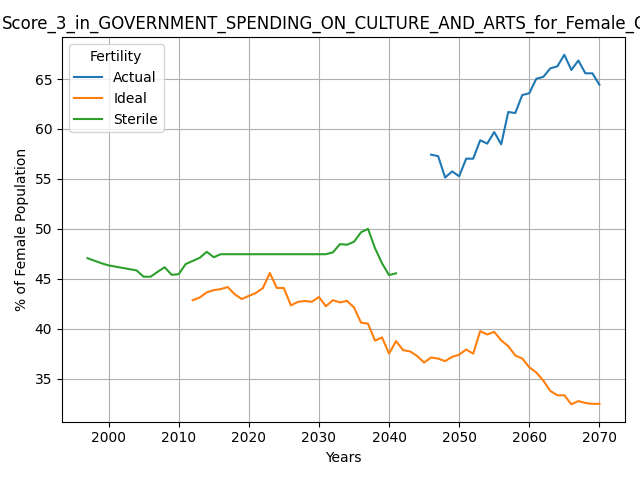 Score_3_in_GOVERNMENT_SPENDING_ON_CULTURE_AND_ARTS_for_Female_
Fertility
Actual
Ideal
Sterile
65
60
55
50
45
40
35
% of Female Population
2000 2010 2020 2030 2040 2050 2060 2070
Years